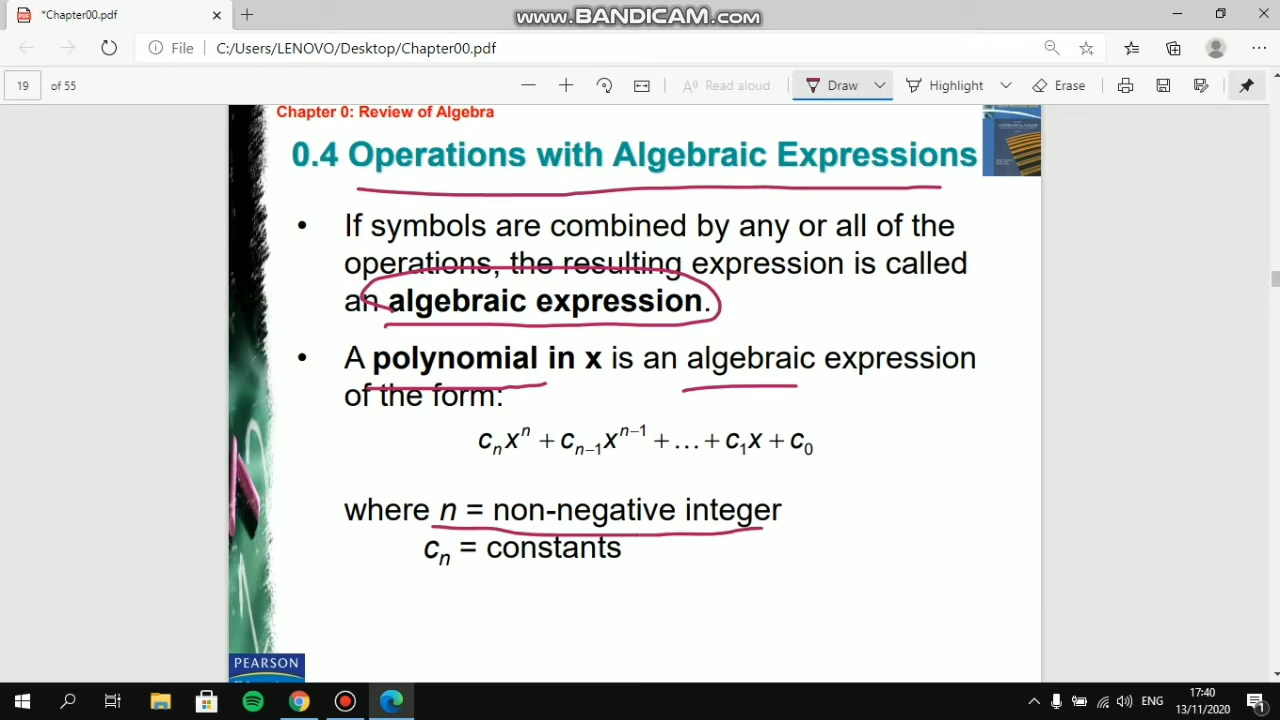 *Chapter00.pdf
www.BANDICAM.com
File
C:/Users/LENOVO/Desktop/Chapter00.pdf
19 of 55
Read aloud
Draw
Highlight
Erase
Chapter 0: Review of Algebra
0.4 Operations with Algebraic Expressions
• If symbols are combined by any or all of the
operations, the resulting expression is called
an algebraic expression.
• A polynomial in x is an algebraic expression
of the form:
cₙxⁿ + cₙ₋₁xⁿ⁻¹ + … + c₁x + c₀
where n = non-negative integer
cₙ = constants
PEARSON
ENG
17:40
13/11/2020
1